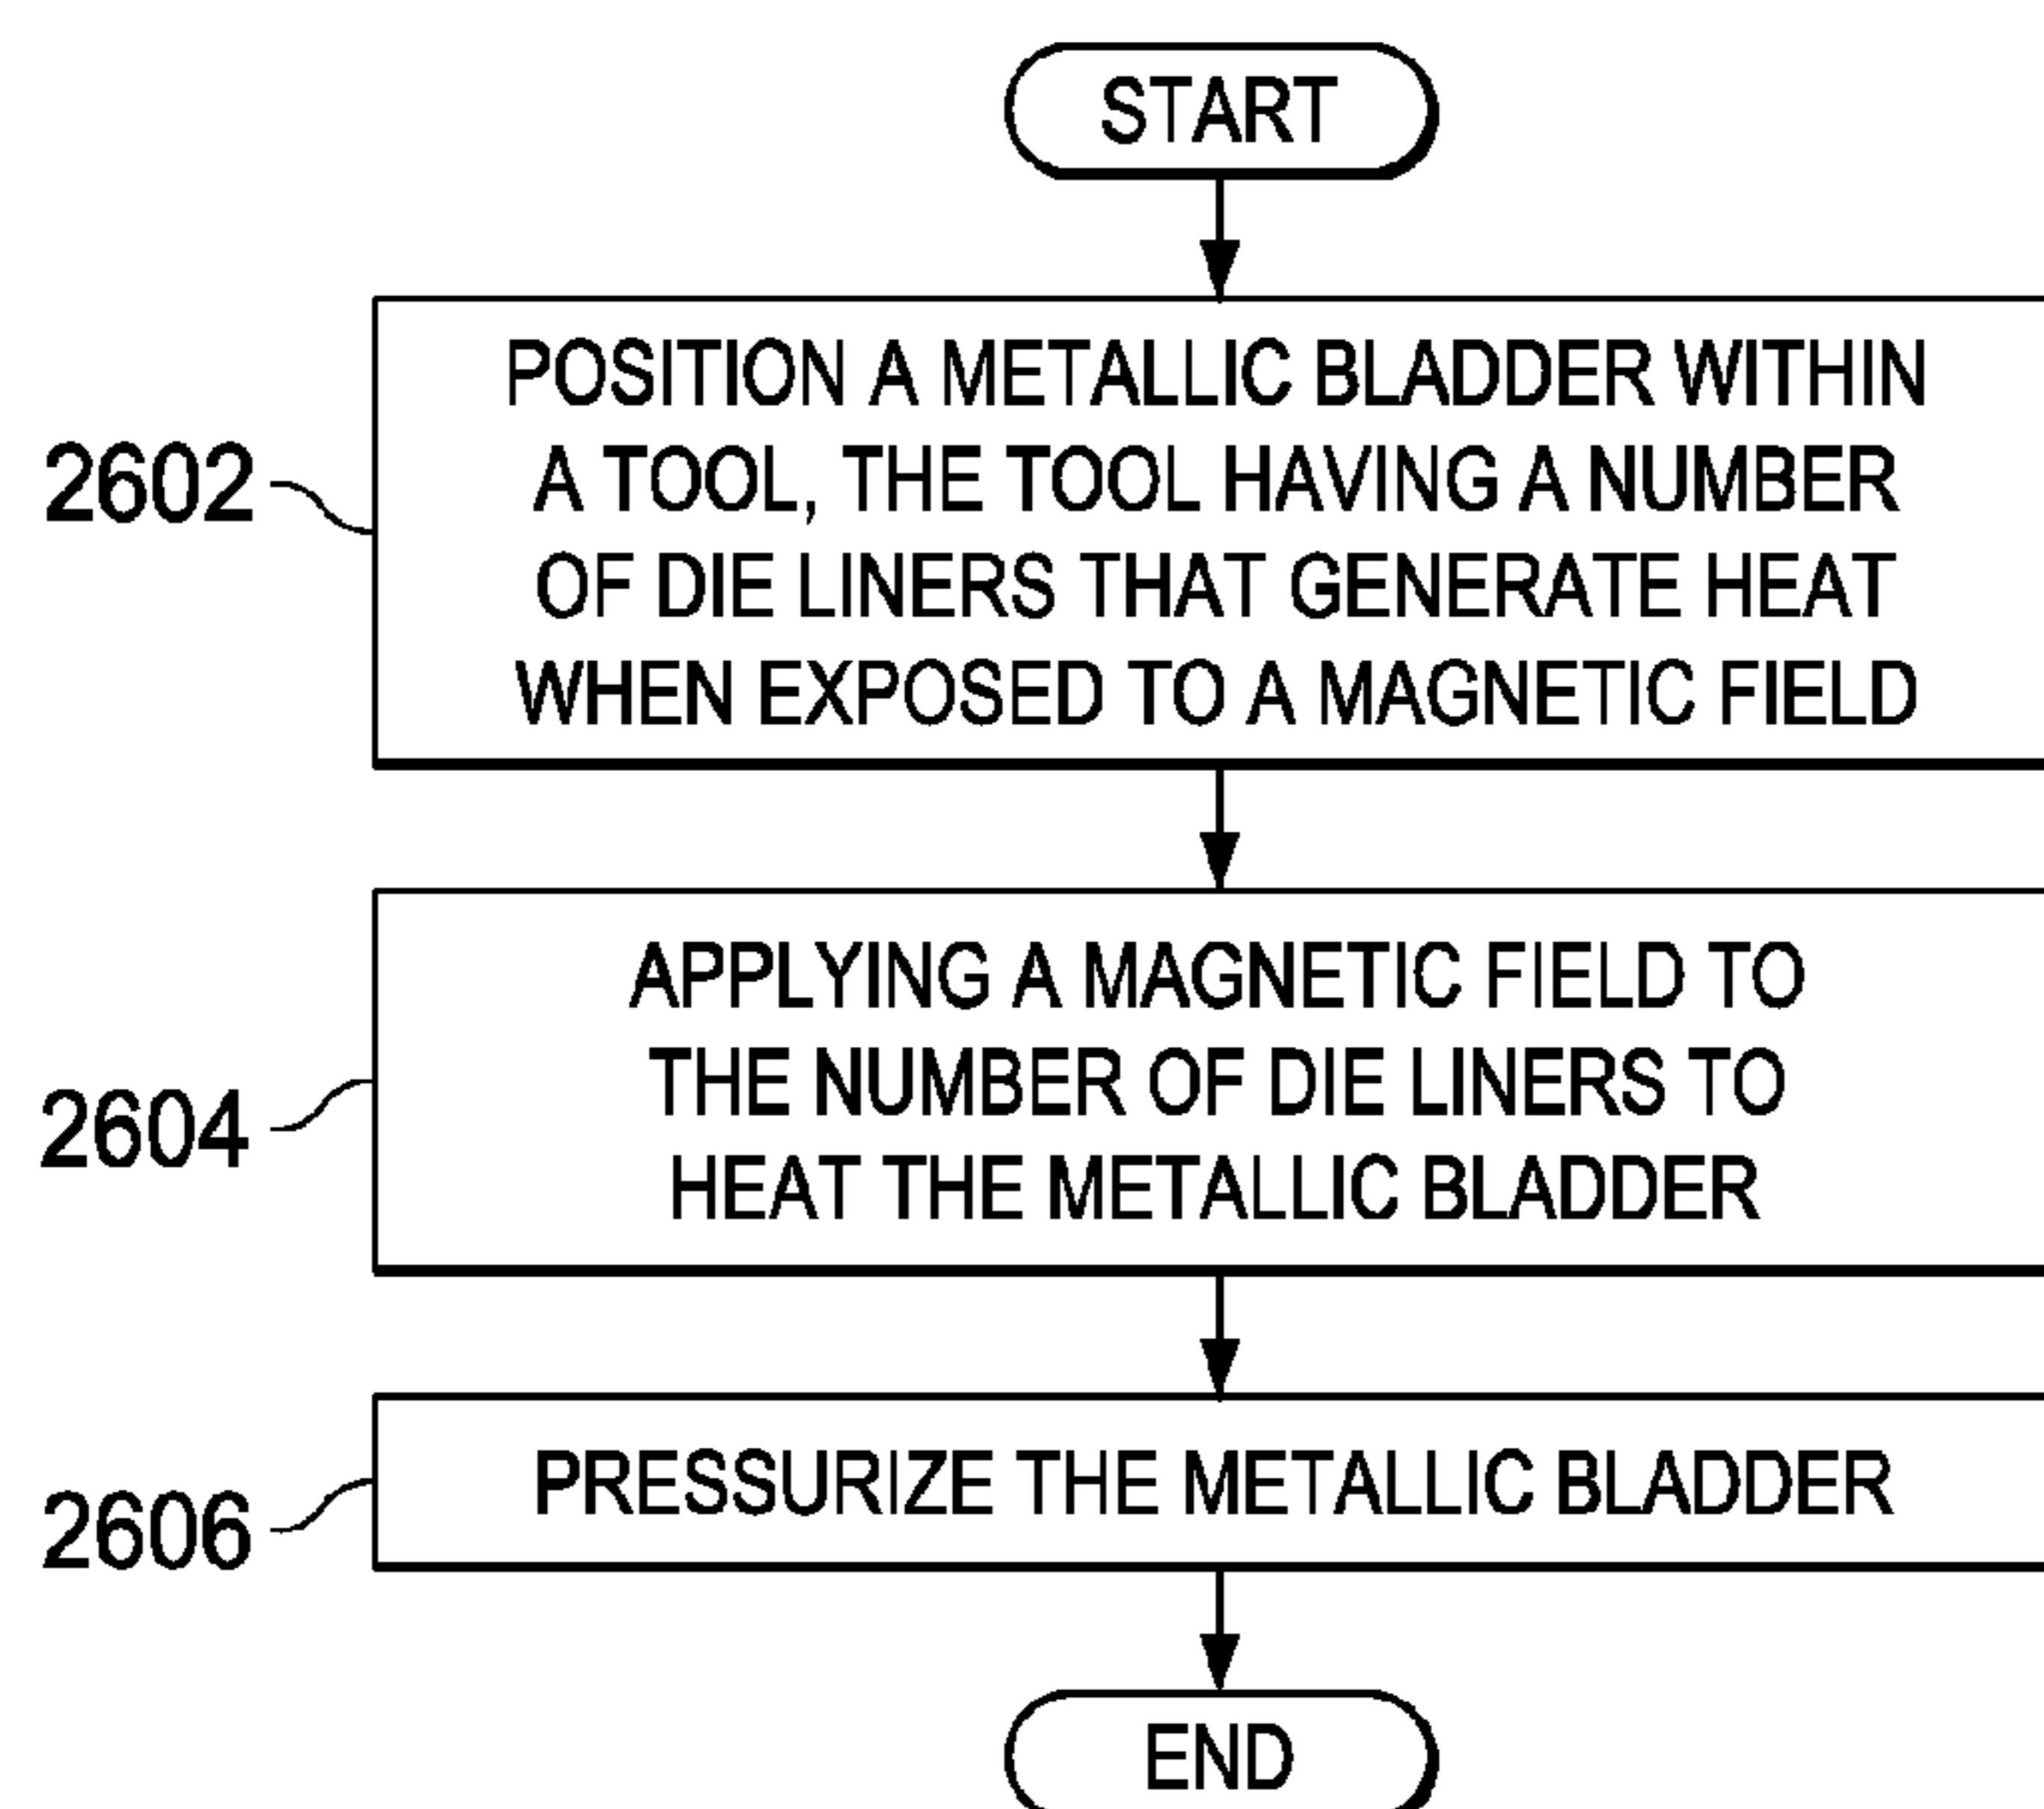 START
2602
POSITION A METALLIC BLADDER WITHIN
A TOOL, THE TOOL HAVING A NUMBER
OF DIE LINERS THAT GENERATE HEAT
WHEN EXPOSED TO A MAGNETIC FIELD
2604
APPLYING A MAGNETIC FIELD TO
THE NUMBER OF DIE LINERS TO
HEAT THE METALLIC BLADDER
2606
PRESSURIZE THE METALLIC BLADDER
END